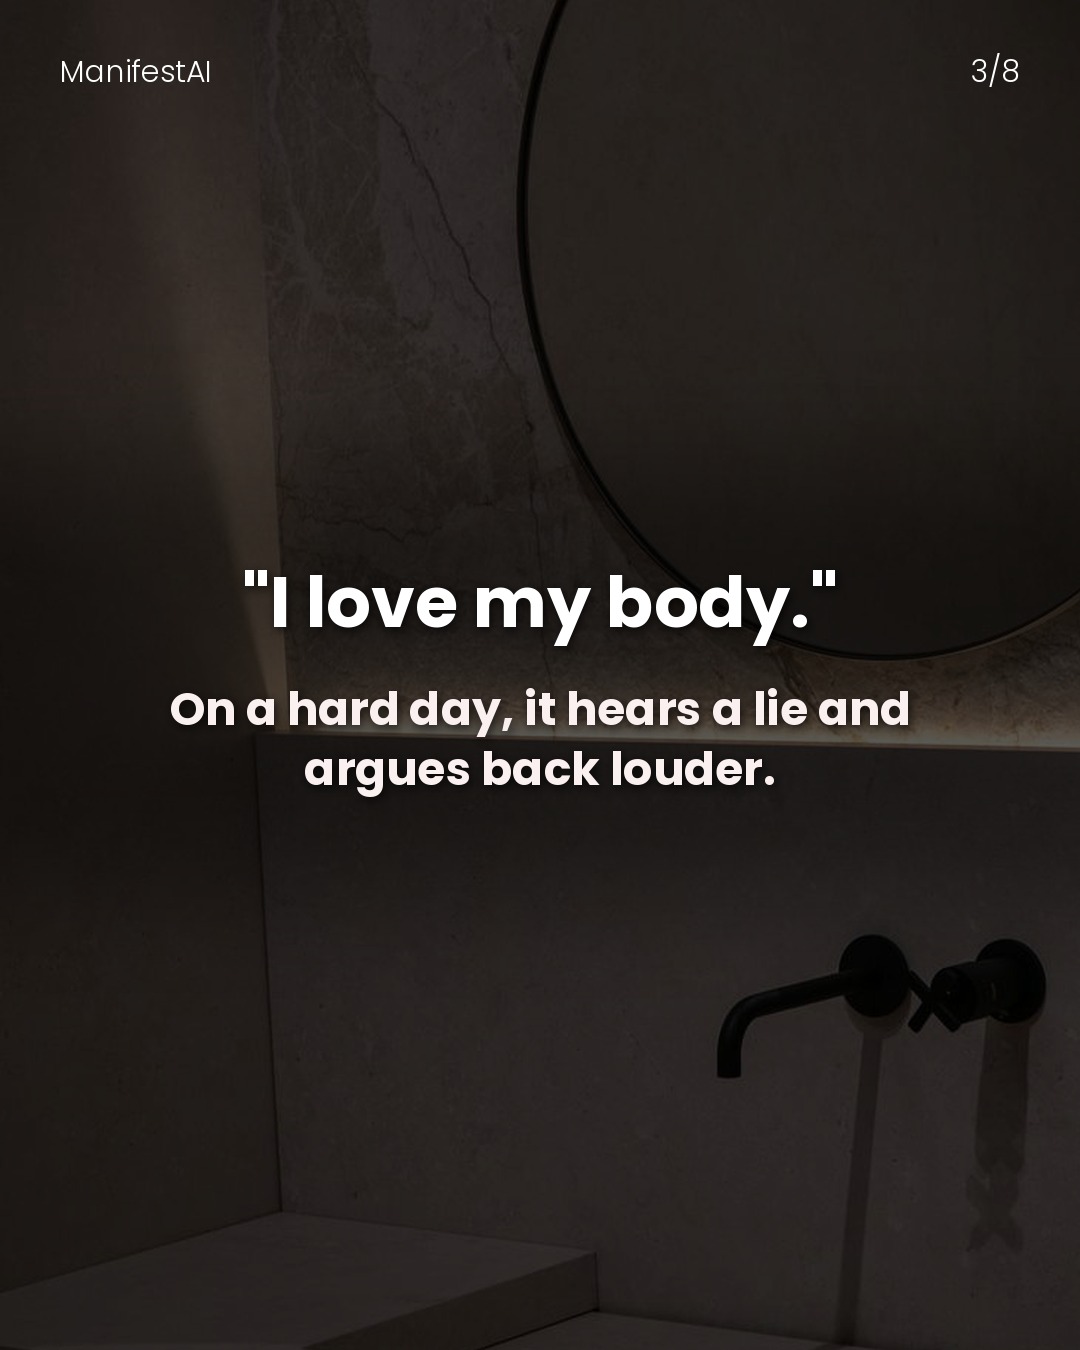 ManifestAI
3/8
"I love my body."
On a hard day, it hears a lie and
argues back louder.